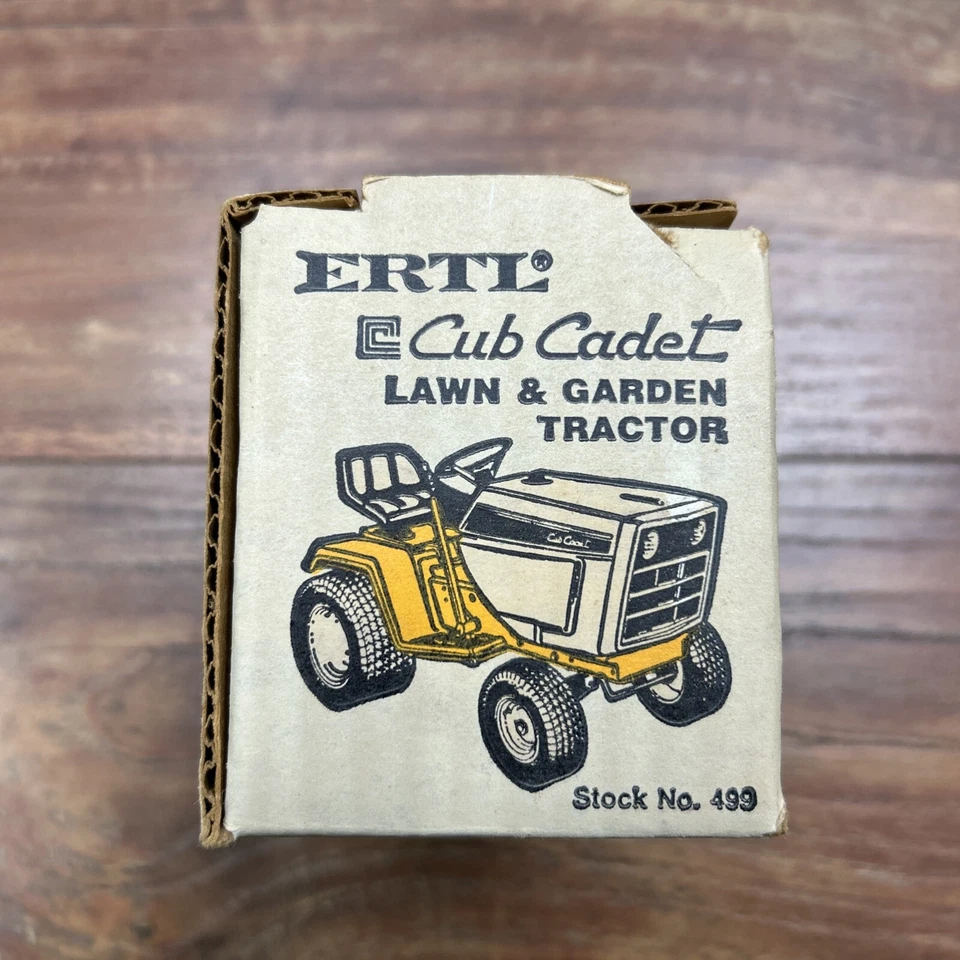 ERTL®
Cub Cadet
LAWN & GARDEN
TRACTOR
Cub Cadet
Stock No. 499